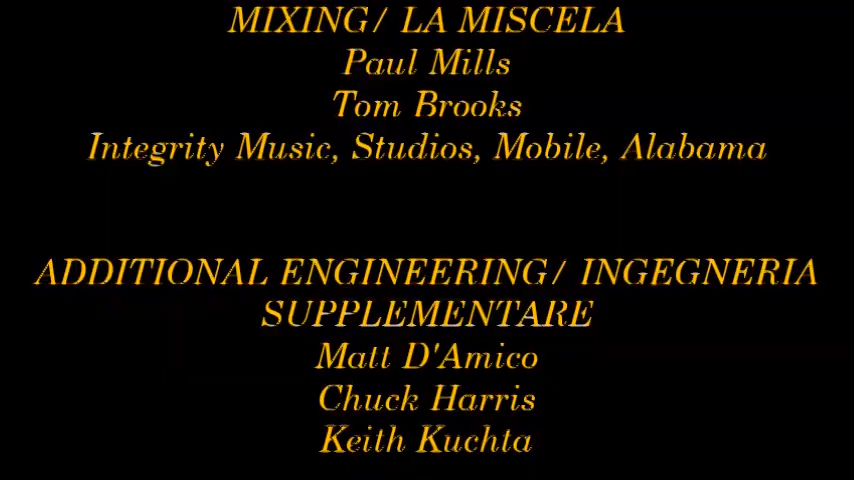 MIXING/ LA MISCELA
Paul Mills
Tom Brooks
Integrity Music, Studios, Mobile, Alabama
ADDITIONAL ENGINEERING/ INGEGNERIA
SUPPLEMENTARE
Matt D'Amico
Chuck Harris
Keith Kuchta